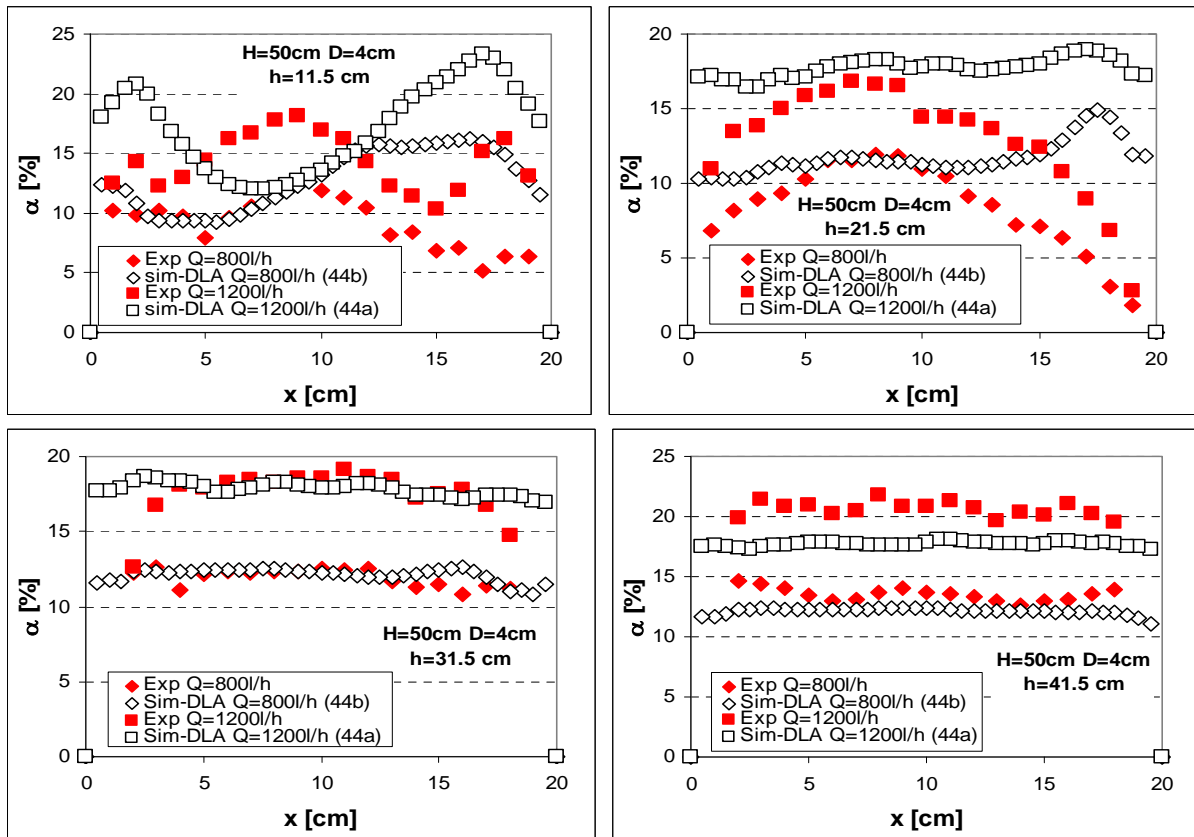 H=50cm D=4cm
h=11.5 cm
25
20
15
10
5
0
α [%]
Exp Q=800l/h
sim-DLA Q=800l/h (44b)
Exp Q=1200l/h
sim-DLA Q=1200l/h (44a)
0 5 10 15 20
x [cm]
20
15
10
5
0
α [%]
H=50cm D=4cm
h=21.5 cm
Exp Q=800l/h
Sim-DLA Q=800l/h (44b)
Exp Q=1200l/h
Sim-DLA Q=1200l/h (44a)
0 5 10 15 20
x [cm]
20
15
10
5
0
α [%]
H=50cm D=4cm
h=31.5 cm
Exp Q=800l/h
Sim-DLA Q=800l/h (44b)
Exp Q=1200l/h
Sim-DLA Q=1200l/h (44a)
0 5 10 15 20
x [cm]
25
20
15
10
5
0
α [%]
H=50cm D=4cm
h=41.5 cm
Exp Q=800l/h
Sim-DLA Q=800l/h (44b)
Exp Q=1200l/h
Sim-DLA Q=1200l/h (44a)
0 5 10 15 20
x [cm]